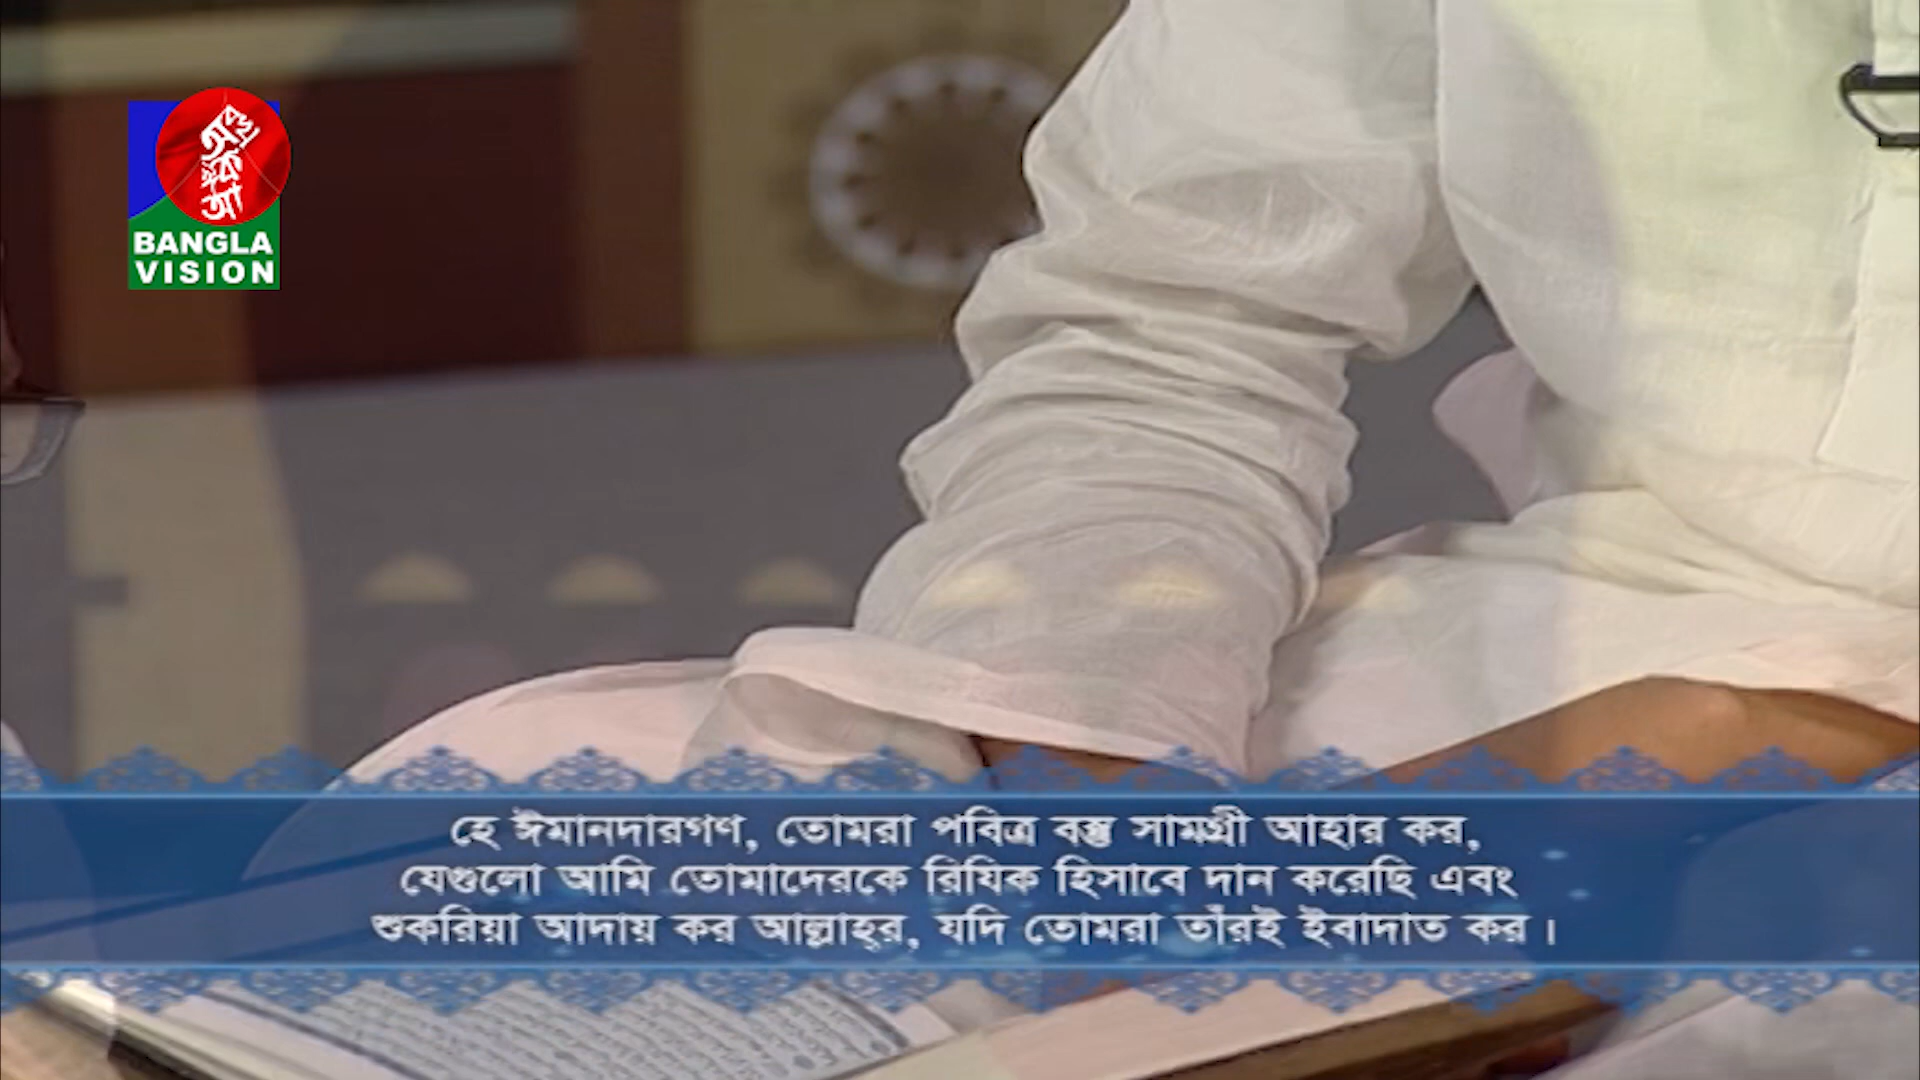 BANGLA
VISION
হে ঈমানদারগণ, তোমরা পবিত্র বস্তু সামগ্রী আহার কর,
যেগুলো আমি তোমাদেরকে রিযিক হিসাবে দান করেছি এবং
শুকরিয়া আদায় কর আল্লাহ্‌র, যদি তোমরা তাঁরই ইবাদাত কর।